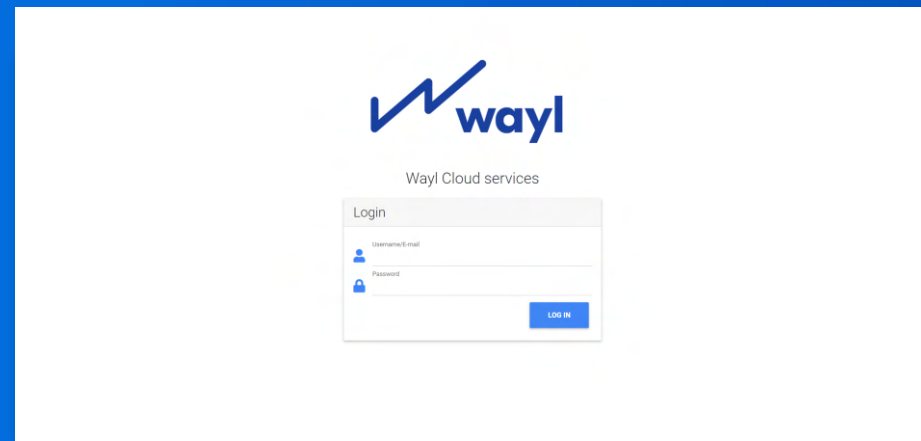 wayl
Wayl Cloud services
Login
Username/E-mail
Password
LOG IN